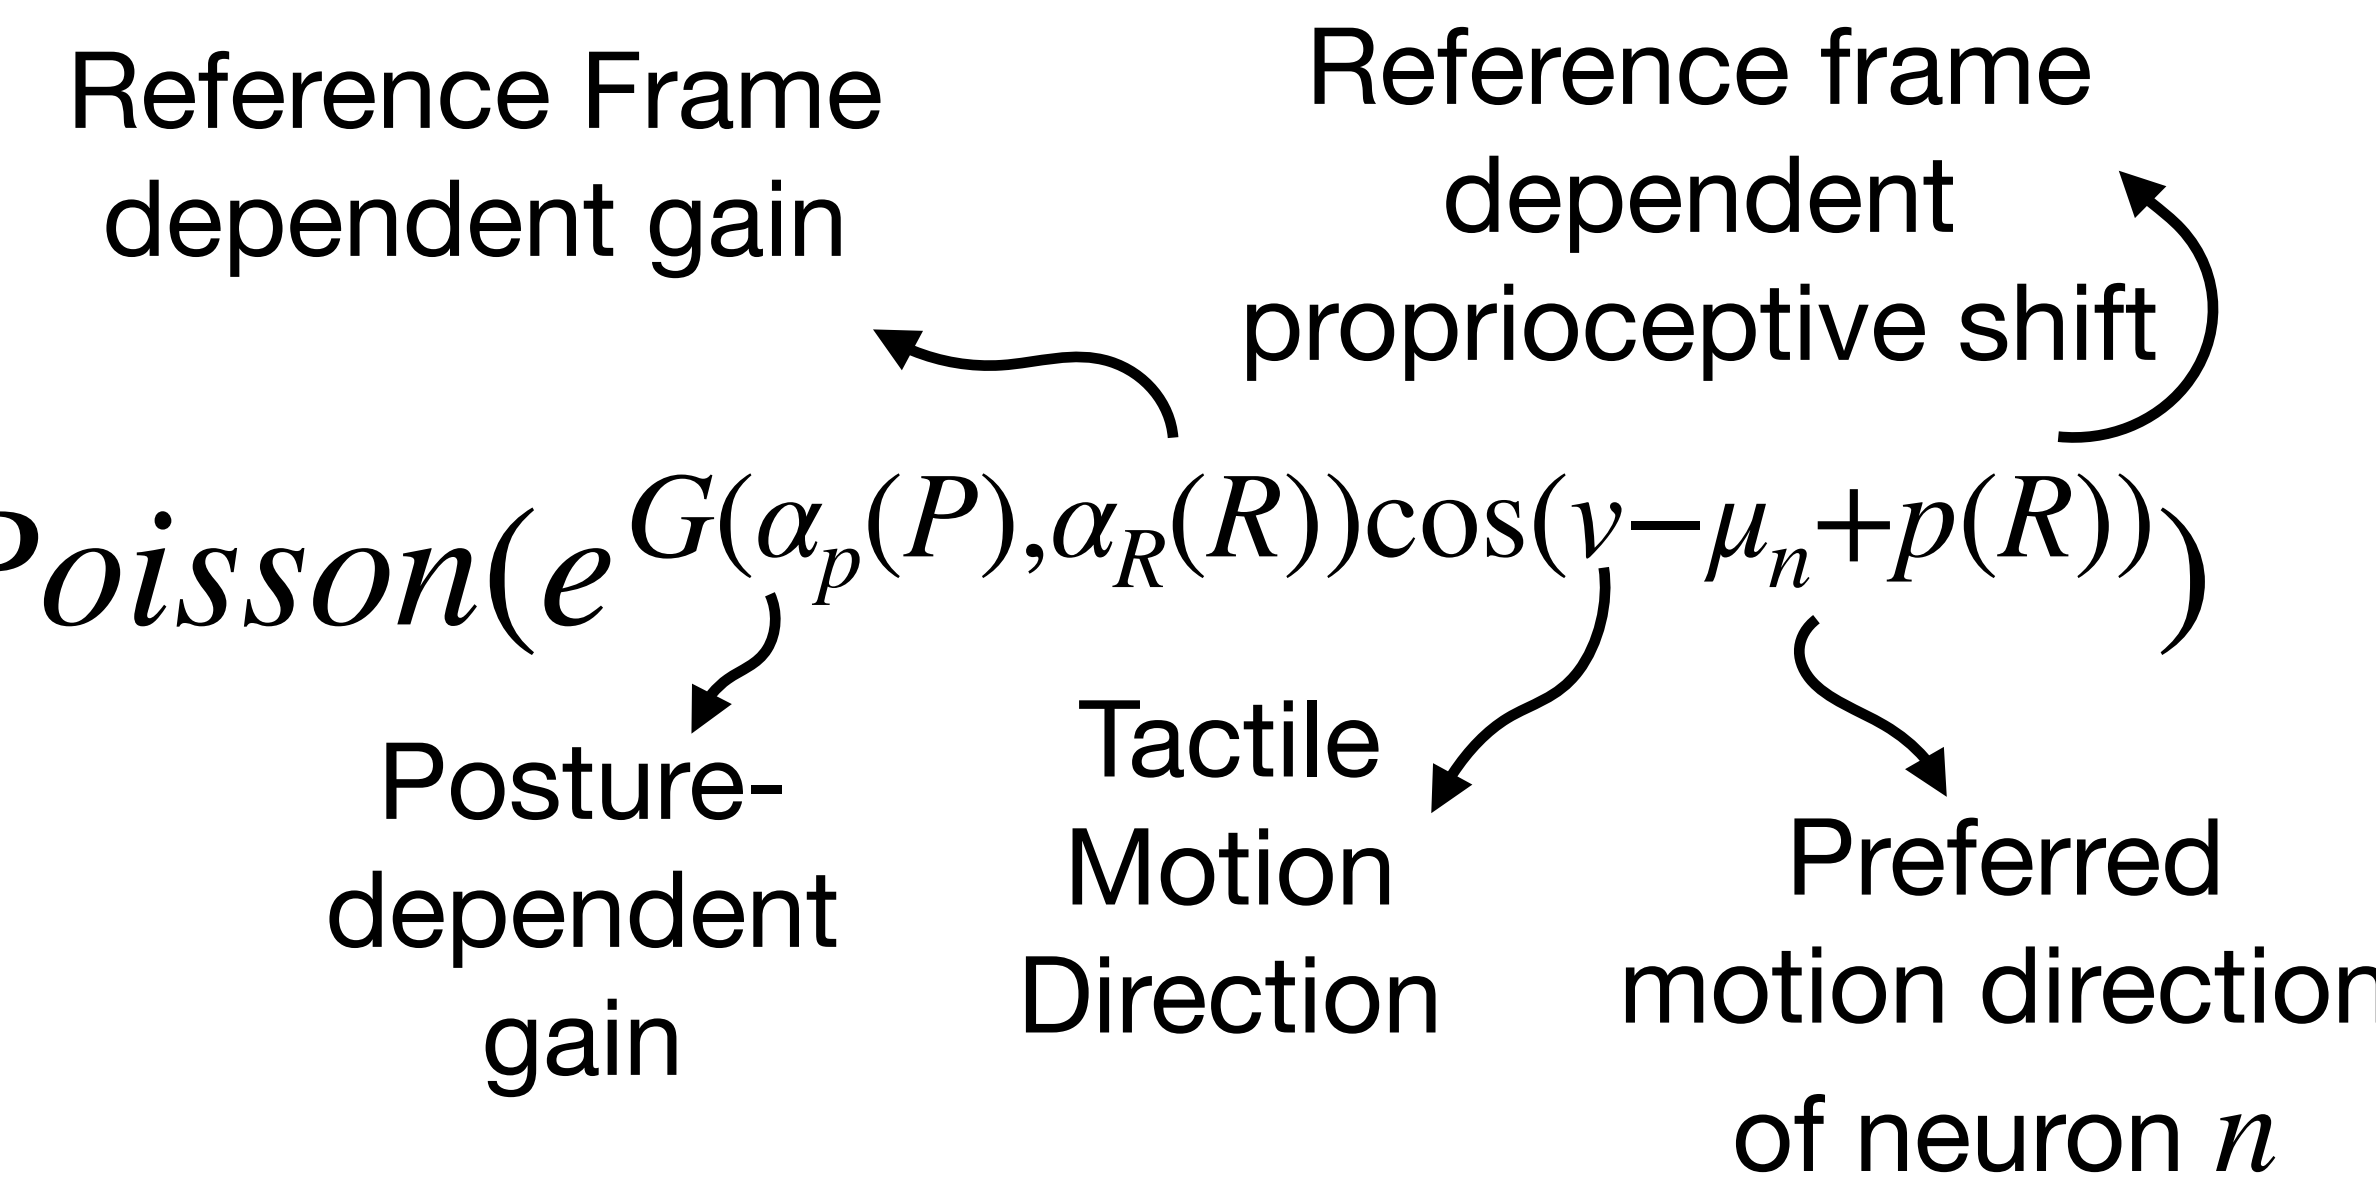 Reference Frame
dependent gain
Reference frame
dependent
proprioceptive shift
Poisson(e^{G(α_p(P),α_R(R))cos(v−μ_n+p(R))})
Posture-
dependent
gain
Tactile
Motion
Direction
Preferred
motion direction
of neuron n